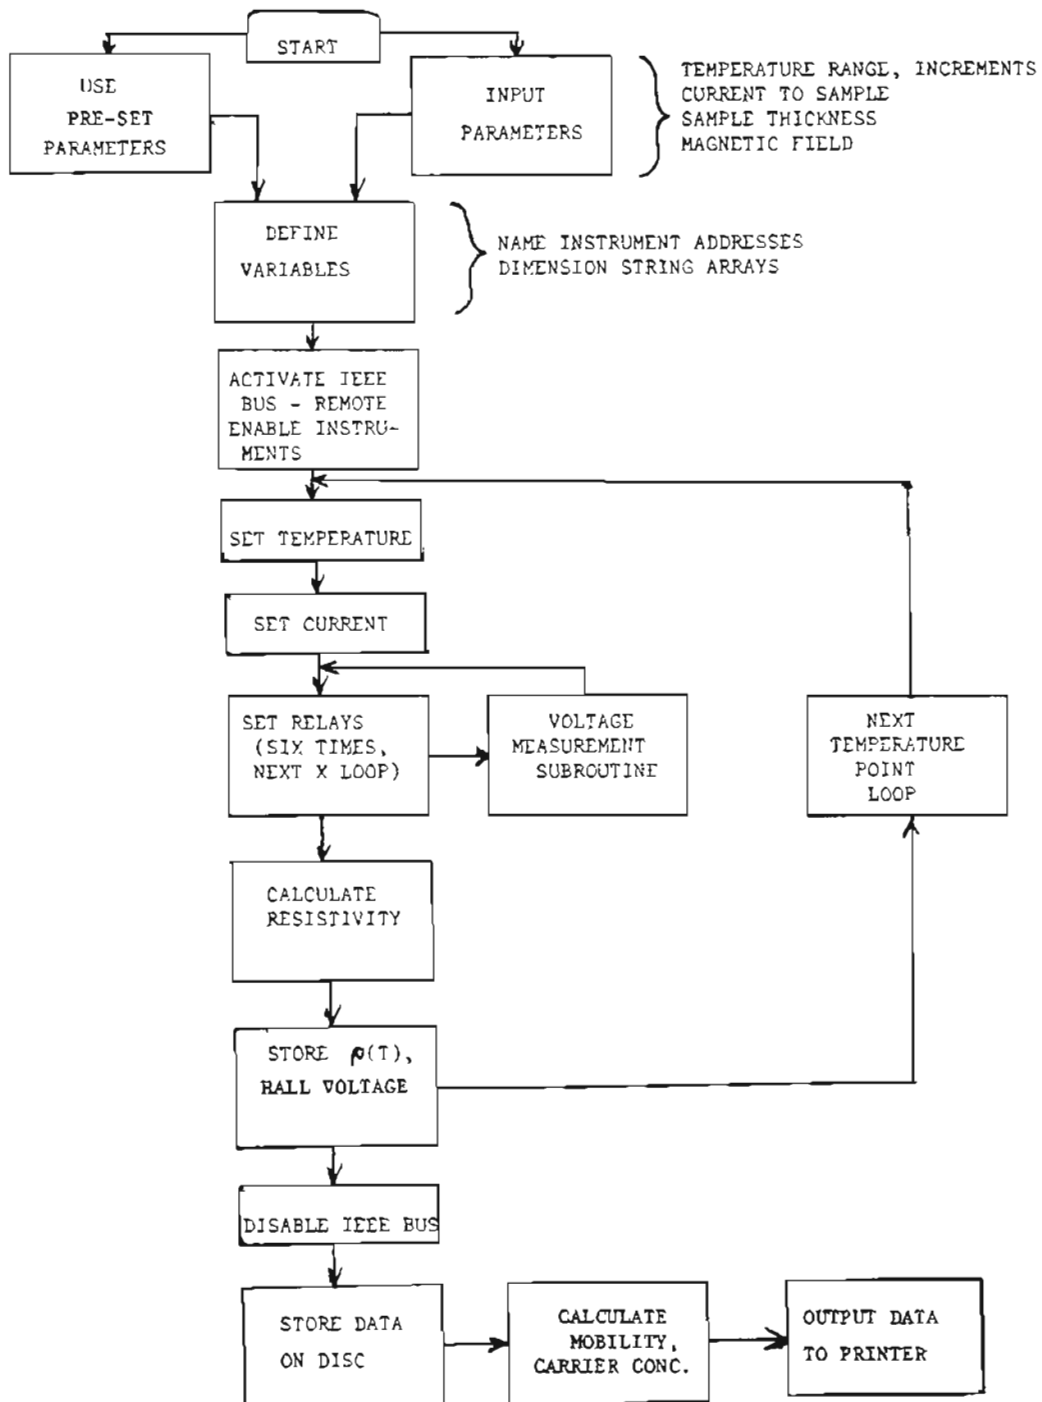 START
USE
PRE-SET
PARAMETERS
INPUT
PARAMETERS
TEMPERATURE RANGE, INCREMENTS
CURRENT TO SAMPLE
SAMPLE THICKNESS
MAGNETIC FIELD
DEFINE
VARIABLES
NAME INSTRUMENT ADDRESSES
DIMENSION STRING ARRAYS
ACTIVATE IEEE
BUS - REMOTE
ENABLE INSTRU-
MENTS
SET TEMPERATURE
SET CURRENT
SET RELAYS
(SIX TIMES,
NEXT X LOOP)
VOLTAGE
MEASUREMENT
SUBROUTINE
NEXT
TEMPERATURE
POINT
LOOP
CALCULATE
RESISTIVITY
STORE ρ(T),
HALL VOLTAGE
DISABLE IEEE BUS
STORE DATA
ON DISC
CALCULATE
MOBILITY,
CARRIER CONC.
OUTPUT DATA
TO PRINTER